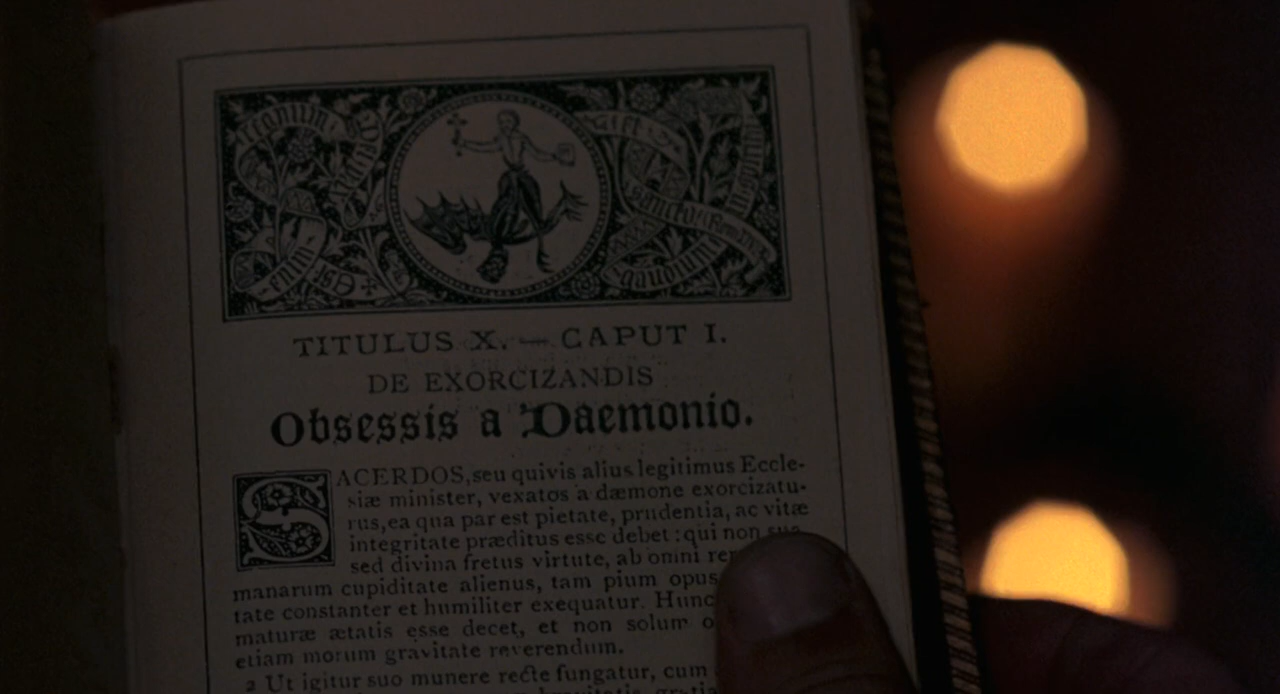 TITULUS X. — CAPUT I.
DE EXORCIZANDIS
Obsessis a Daemonio.
SACERDOS, seu quivis alius legitimus Eccle-
siæ minister, vexatos a dæmone exorcizatu-
rus, ea qua par est pietate, prudentia, ac vitæ
integritate præditus esse debet : qui non sua
sed divina fretus virtute, ab omni rer
manarum cupiditate alienus, tam pium opus
tate constanter et humiliter exequatur. Hunc
maturæ ætatis esse decet, et non solum o
etiam morum gravitate reverendum.
2 Ut igitur suo munere recte fungatur, cum
gaudium